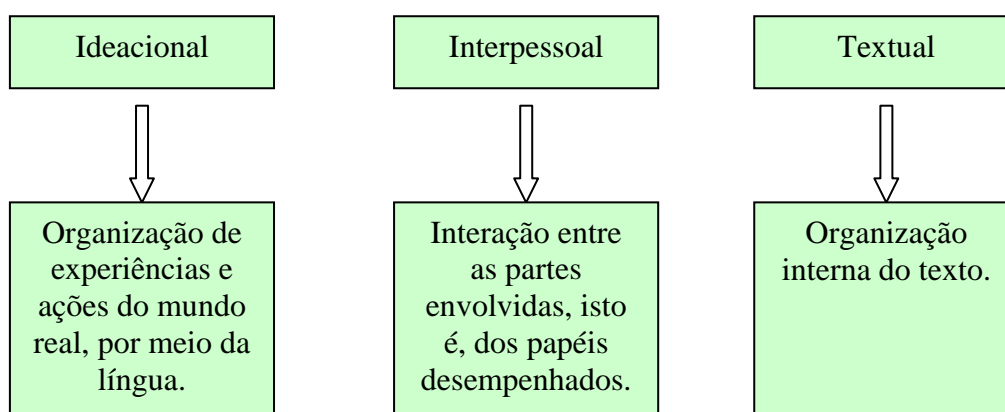 Ideacional
Interpessoal
Textual
Organização de
experiências e
ações do mundo
real, por meio da
língua.
Interação entre
as partes
envolvidas, isto
é, dos papéis
desempenhados.
Organização
interna do texto.